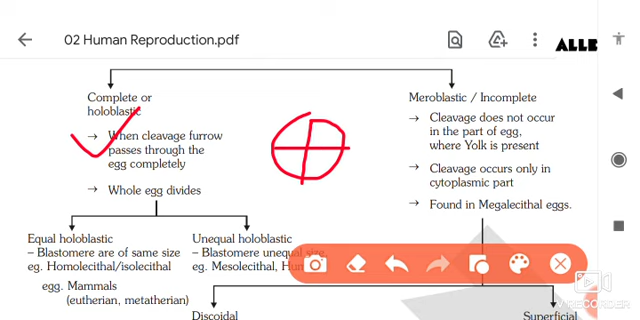 02 Human Reproduction.pdf
ALLE
Complete or
holoblastic
→ When cleavage furrow
passes through the
egg completely
→ Whole egg divides
Meroblastic / Incomplete
→ Cleavage does not occur
in the part of egg,
where Yolk is present
→ Cleavage occurs only in
cytoplasmic part
→ Found in Megalecithal eggs.
Equal holoblastic
– Blastomere are of same size
eg. Homolecithal/isolecithal
eg. Mammals
(eutherian, metatherian)
Unequal holoblastic
– Blastomere unequal size,
eg. Mesolecithal,
Discoidal
Superficial
RECORDER